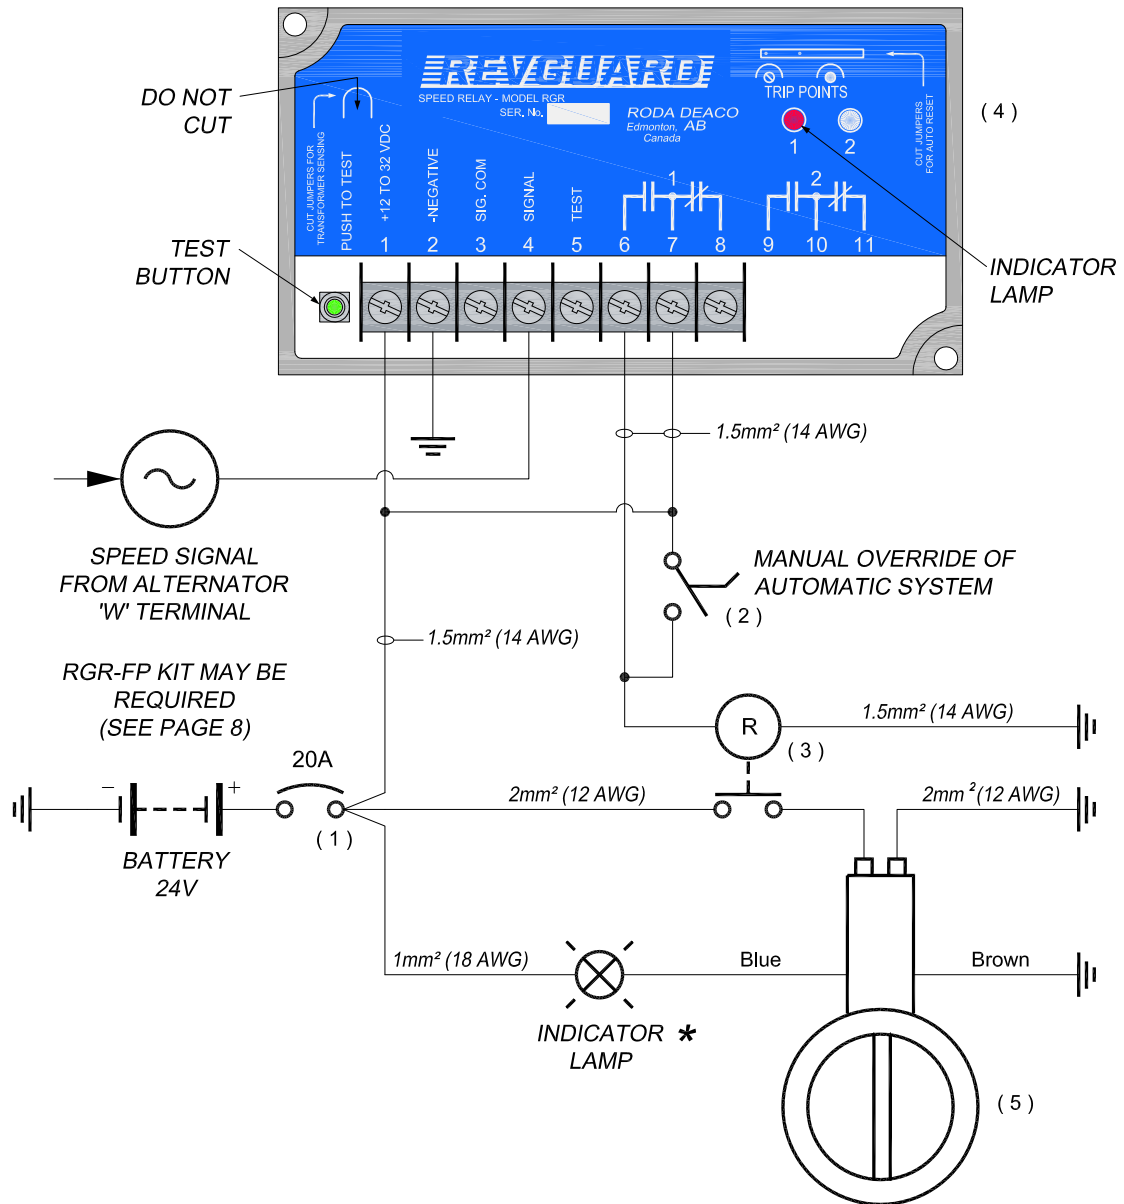 REVGUARD
SPEED RELAY - MODEL RGR
SER. No.
RODA DEACO
Edmonton, AB
Canada
TRIP POINTS
1
2
CUT JUMPERS
FOR AUTO RESET
( 4 )
DO NOT
CUT
CUT JUMPERS FOR
TRANSFORMER SENSING
PUSH TO TEST
+12 TO 32 VDC
-NEGATIVE
SIG. COM
SIGNAL
TEST
1
2
1 2 3 4 5 6 7 8 9 10 11
TEST
BUTTON
INDICATOR
LAMP
1.5mm² (14 AWG)
SPEED SIGNAL
FROM ALTERNATOR
'W' TERMINAL
MANUAL OVERRIDE OF
AUTOMATIC SYSTEM
( 2 )
1.5mm² (14 AWG)
RGR-FP KIT MAY BE
REQUIRED
(SEE PAGE 8)
R
1.5mm² (14 AWG)
( 3 )
20A
- +
( 1 )
2mm² (12 AWG)
2mm² (12 AWG)
BATTERY
24V
1mm² (18 AWG)
Blue
Brown
INDICATOR *
LAMP
( 5 )